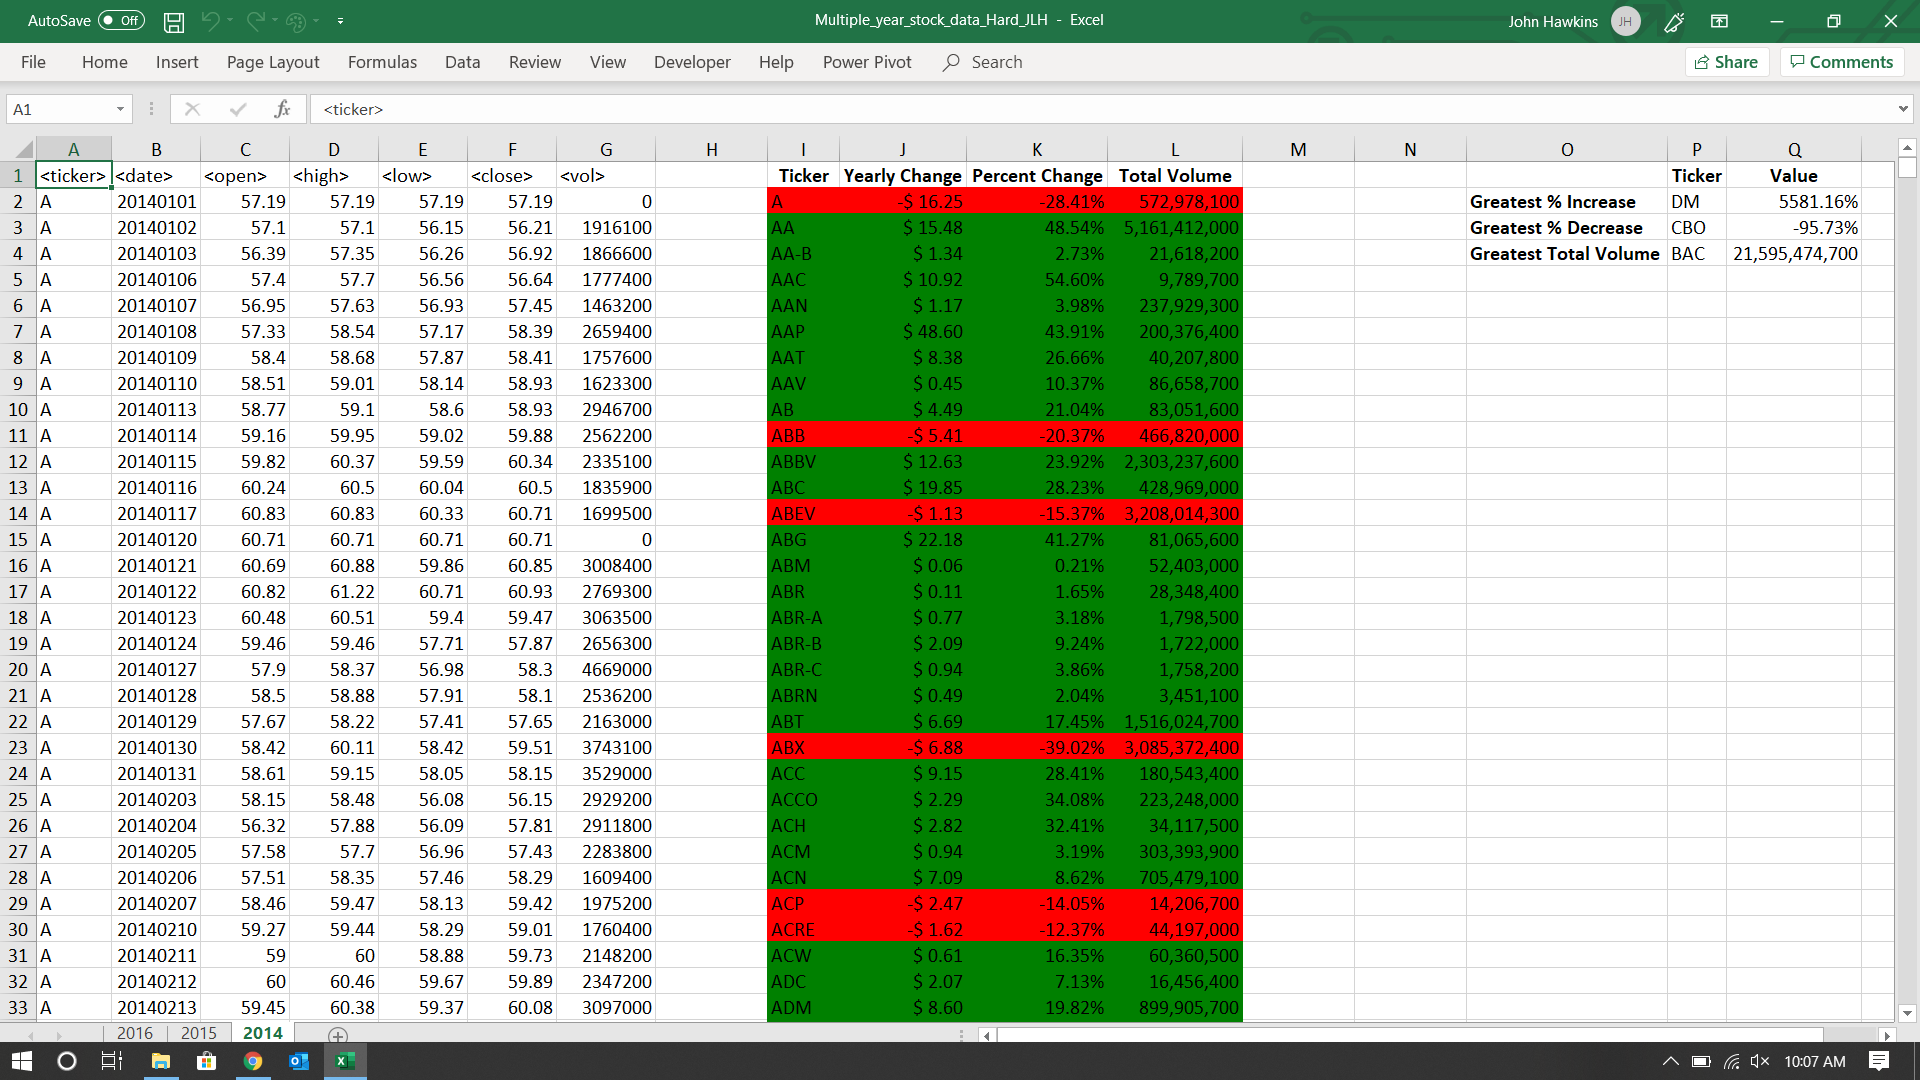 AutoSave Off Multiple_year_stock_data_Hard_JLH - Excel John Hawkins JH
File Home Insert Page Layout Formulas Data Review View Developer Help Power Pivot Search Share Comments
A1 fx <ticker>
A B C D E F G H I J K L M N O P Q
1 <ticker> <date> <open> <high> <low> <close> <vol> Ticker Yearly Change Percent Change Total Volume Ticker Value
2 A 20140101 57.19 57.19 57.19 57.19 0 A -$ 16.25 -28.41% 572,978,100 Greatest % Increase DM 5581.16%
3 A 20140102 57.1 57.1 56.15 56.21 1916100 AA $ 15.48 48.54% 5,161,412,000 Greatest % Decrease CBO -95.73%
4 A 20140103 56.39 57.35 56.26 56.92 1866600 AA-B $ 1.34 2.73% 21,618,200 Greatest Total Volume BAC 21,595,474,700
5 A 20140106 57.4 57.7 56.56 56.64 1777400 AAC $ 10.92 54.60% 9,789,700
6 A 20140107 56.95 57.63 56.93 57.45 1463200 AAN $ 1.17 3.98% 237,929,300
7 A 20140108 57.33 58.54 57.17 58.39 2659400 AAP $ 48.60 43.91% 200,376,400
8 A 20140109 58.4 58.68 57.87 58.41 1757600 AAT $ 8.38 26.66% 40,207,800
9 A 20140110 58.51 59.01 58.14 58.93 1623300 AAV $ 0.45 10.37% 86,658,700
10 A 20140113 58.77 59.1 58.6 58.93 2946700 AB $ 4.49 21.04% 83,051,600
11 A 20140114 59.16 59.95 59.02 59.88 2562200 ABB -$ 5.41 -20.37% 466,820,000
12 A 20140115 59.82 60.37 59.59 60.34 2335100 ABBV $ 12.63 23.92% 2,303,237,600
13 A 20140116 60.24 60.5 60.04 60.5 1835900 ABC $ 19.85 28.23% 428,969,000
14 A 20140117 60.83 60.83 60.33 60.71 1699500 ABEV -$ 1.13 -15.37% 3,208,014,300
15 A 20140120 60.71 60.71 60.71 60.71 0 ABG $ 22.18 41.27% 81,065,600
16 A 20140121 60.69 60.88 59.86 60.85 3008400 ABM $ 0.06 0.21% 52,403,000
17 A 20140122 60.82 61.22 60.71 60.93 2769300 ABR $ 0.11 1.65% 28,348,400
18 A 20140123 60.48 60.51 59.4 59.47 3063500 ABR-A $ 0.77 3.18% 1,798,500
19 A 20140124 59.46 59.46 57.71 57.87 2656300 ABR-B $ 2.09 9.24% 1,722,000
20 A 20140127 57.9 58.37 56.98 58.3 4669000 ABR-C $ 0.94 3.86% 1,758,200
21 A 20140128 58.5 58.88 57.91 58.1 2536200 ABRN $ 0.49 2.04% 3,451,100
22 A 20140129 57.67 58.22 57.41 57.65 2163000 ABT $ 6.69 17.45% 1,516,024,700
23 A 20140130 58.42 60.11 58.42 59.51 3743100 ABX -$ 6.88 -39.02% 3,085,372,400
24 A 20140131 58.61 59.15 58.05 58.15 3529000 ACC $ 9.15 28.41% 180,543,400
25 A 20140203 58.15 58.48 56.08 56.15 2929200 ACCO $ 2.29 34.08% 223,248,000
26 A 20140204 56.32 57.88 56.09 57.81 2911800 ACH $ 2.82 32.41% 34,117,500
27 A 20140205 57.58 57.7 56.96 57.43 2283800 ACM $ 0.94 3.19% 303,393,900
28 A 20140206 57.51 58.35 57.46 58.29 1609400 ACN $ 7.09 8.62% 705,479,100
29 A 20140207 58.46 59.47 58.13 59.42 1975200 ACP -$ 2.47 -14.05% 14,206,700
30 A 20140210 59.27 59.44 58.29 59.01 1760400 ACRE -$ 1.62 -12.37% 44,197,000
31 A 20140211 59 60 58.88 59.73 2148200 ACW $ 0.61 16.35% 60,360,500
32 A 20140212 60 60.46 59.67 59.89 2347200 ADC $ 2.07 7.13% 16,456,400
33 A 20140213 59.45 60.38 59.37 60.08 3097000 ADM $ 8.60 19.82% 899,905,700
2016 2015 2014
10:07 AM